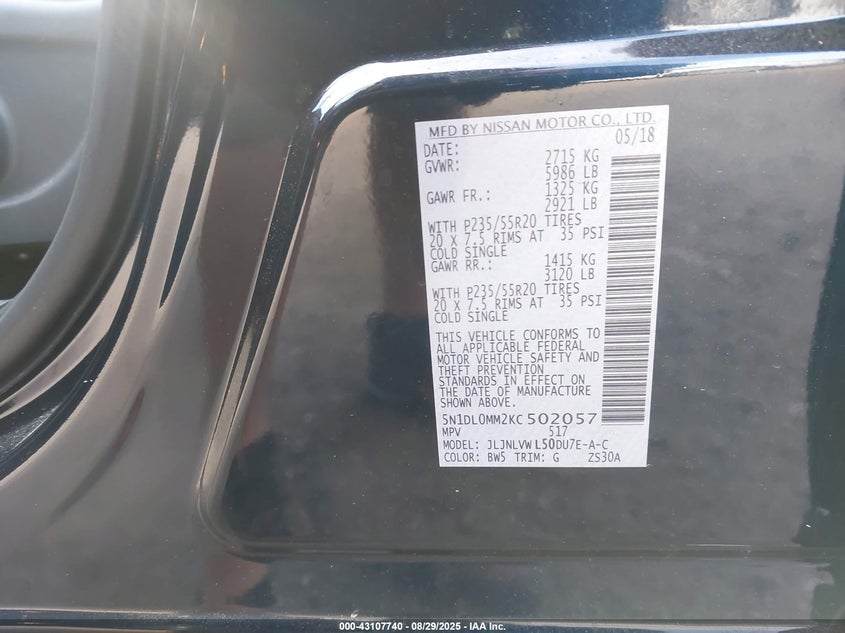 MFD BY NISSAN MOTOR CO., LTD.
DATE: 05/18
GVWR: 2715 KG
5986 LB
GAWR FR.: 1325 KG
2921 LB
WITH P235/55R20 TIRES
20 X 7.5 RIMS AT 35 PSI
COLD SINGLE
GAWR RR.: 1415 KG
3120 LB
WITH P235/55R20 TIRES
20 X 7.5 RIMS AT 35 PSI
COLD SINGLE
THIS VEHICLE CONFORMS TO
ALL APPLICABLE FEDERAL
MOTOR VEHICLE SAFETY AND
THEFT PREVENTION
STANDARDS IN EFFECT ON
THE DATE OF MANUFACTURE
SHOWN ABOVE.
5N1DL0MM2KC502057
MPV 517
MODEL: JLJNLVWL50DU7E-A-C
COLOR: BW5 TRIM: G ZS30A
000-43107740 - 08/29/2025 - IAA Inc.